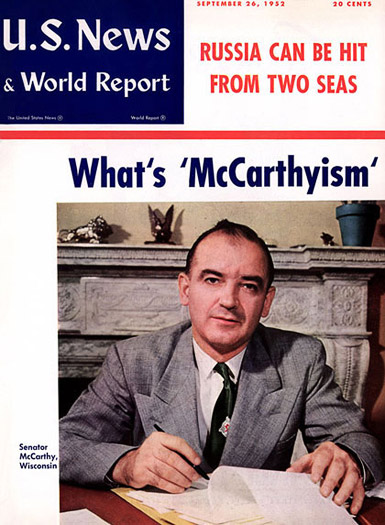 SEPTEMBER 26, 1952
20 CENTS
U.S. News
& World Report
The United States News ®
World Report ®
RUSSIA CAN BE HIT
FROM TWO SEAS
What‘s ‘McCarthyism‘
Senator
McCarthy,
Wisconsin